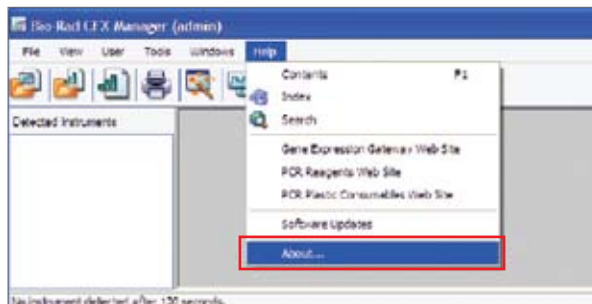 Bio-Rad CFX Manager (admin)
File View User Tools Windows Help
Contents F1
Index
Detected Instruments
Search
Gene Expression Gateway Web Site
PCR Reagents Web Site
PCR Plastic Consumables Web Site
Software Updates
About...
No instrument detected after 120 seconds.